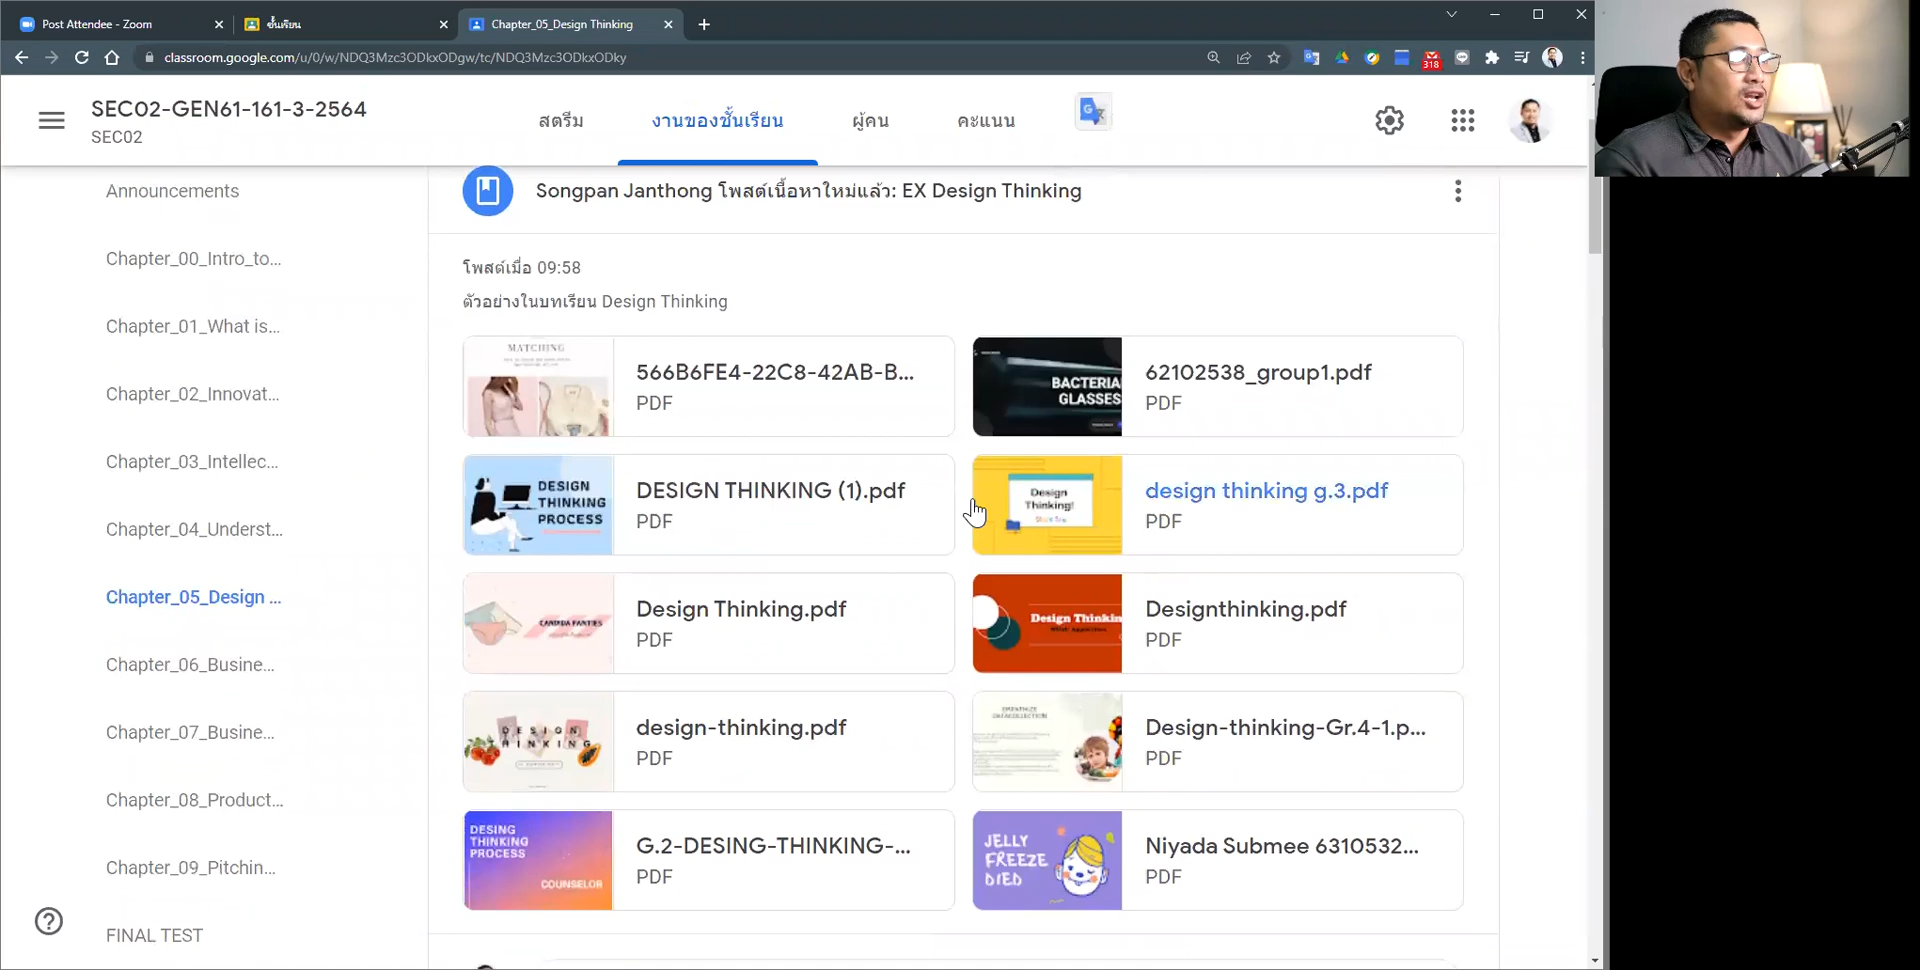 Post Attendee - Zoom
ชั้นเรียน
Chapter_05_Design Thinking
classroom.google.com/u/0/w/NDQ3Mzc3ODkxODgw/tc/NDQ3Mzc3ODkxODky
318
SEC02-GEN61-161-3-2564
SEC02
สตรีม
งานของชั้นเรียน
ผู้คน
คะแนน
Announcements
Chapter_00_Intro_to...
Chapter_01_What is...
Chapter_02_Innovat...
Chapter_03_Intellec...
Chapter_04_Underst...
Chapter_05_Design ...
Chapter_06_Busine...
Chapter_07_Busine...
Chapter_08_Product...
Chapter_09_Pitchin...
FINAL TEST
Songpan Janthong โพสต์เนื้อหาใหม่แล้ว: EX Design Thinking
โพสต์เมื่อ 09:58
ตัวอย่างในบทเรียน Design Thinking
MATCHING
566B6FE4-22C8-42AB-B...
PDF
BACTERIA
GLASSES
62102538_group1.pdf
PDF
DESIGN
THINKING
PROCESS
DESIGN THINKING (1).pdf
PDF
Design
Thinking!
design thinking g.3.pdf
PDF
CANDIDA PANTIES
Design Thinking.pdf
PDF
Design Thinkin
Designthinking.pdf
PDF
DESIGN
THINKING
design-thinking.pdf
PDF
EMPATHIZE
Design-thinking-Gr.4-1.p...
PDF
DESING
THINKING
PROCESS
COUNSELOR
G.2-DESING-THINKING-...
PDF
JELLY
FREEZE
DIED
Niyada Submee 6310532...
PDF